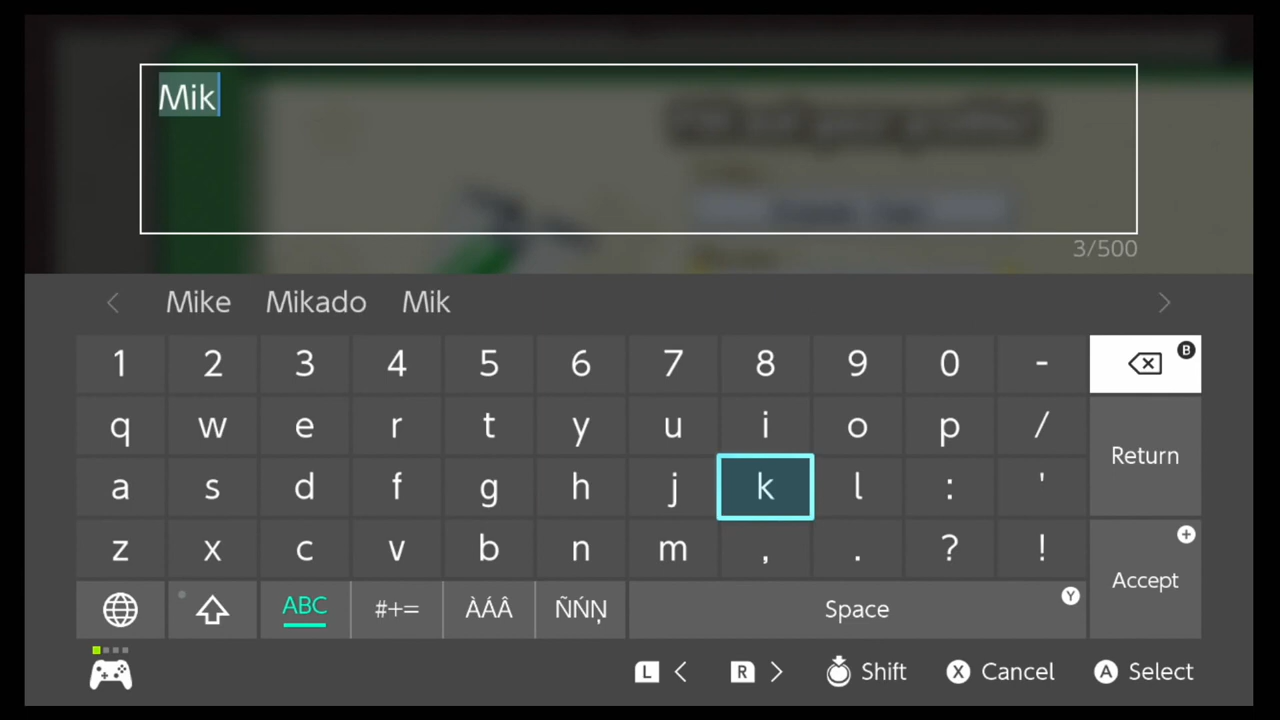 Mik
3/500
< Mike Mikado Mik >
1 2 3 4 5 6 7 8 9 0 - B
q w e r t y u i o p / Return
a s d f g h j k l : '
z x c v b n m , . ? ! + Accept
ABC #+= ÀÁÂ ÑŃŅ Space Y
L < R > Shift X Cancel A Select